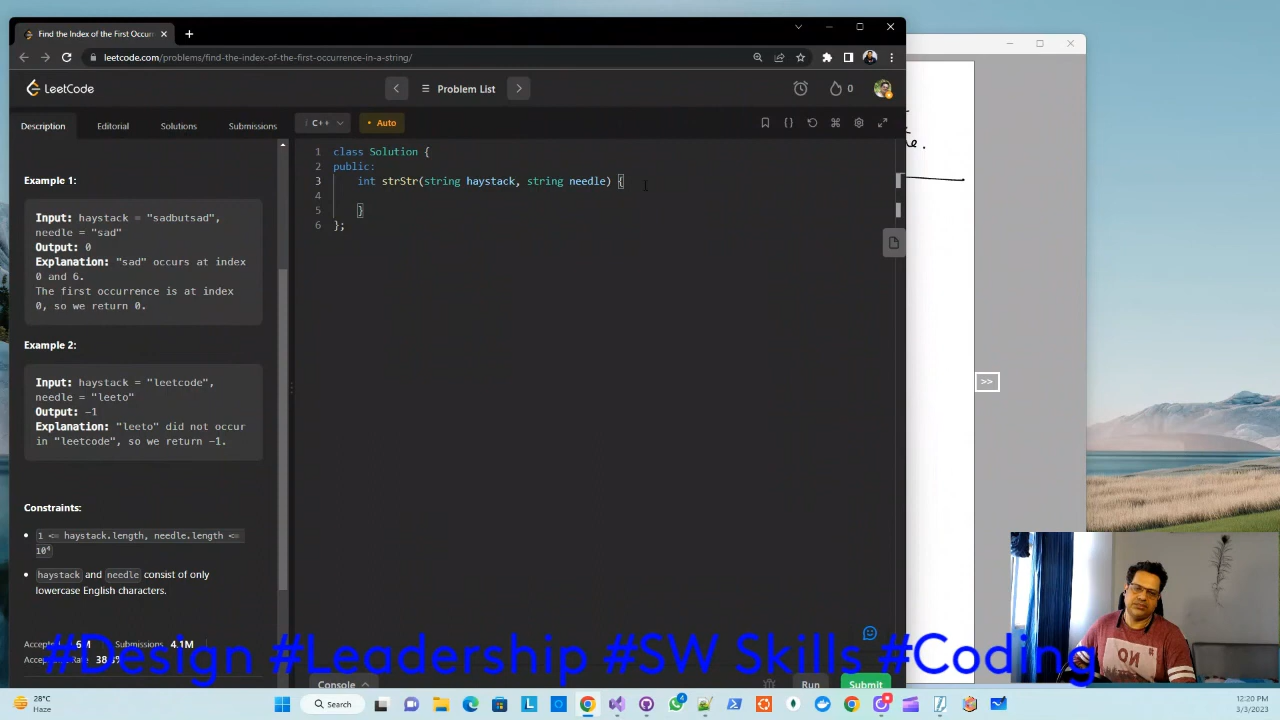 Find the Index of the First Occurr
leetcode.com/problems/find-the-index-of-the-first-occurrence-in-a-string/
LeetCode
Problem List
0
Description
Editorial
Solutions
Submissions
C++
Auto
Example 1:
Input: haystack = "sadbutsad",
needle = "sad"
Output: 0
Explanation: "sad" occurs at index
0 and 6.
The first occurrence is at index
0, so we return 0.
Example 2:
Input: haystack = "leetcode",
needle = "leeto"
Output: -1
Explanation: "leeto" did not occur
in "leetcode", so we return -1.
Constraints:
1 <= haystack.length, needle.length <=
10⁴
haystack and needle consist of only
lowercase English characters.
Submissions 4.1M
1 class Solution {
2 public:
3 int strStr(string haystack, string needle) {
4
5 }
6 };
>>
#Design #Leadership #SW Skills #Coding
Console
Run
Submit
NO
28°C
Haze
Search
4
12:20 PM
3/3/2023